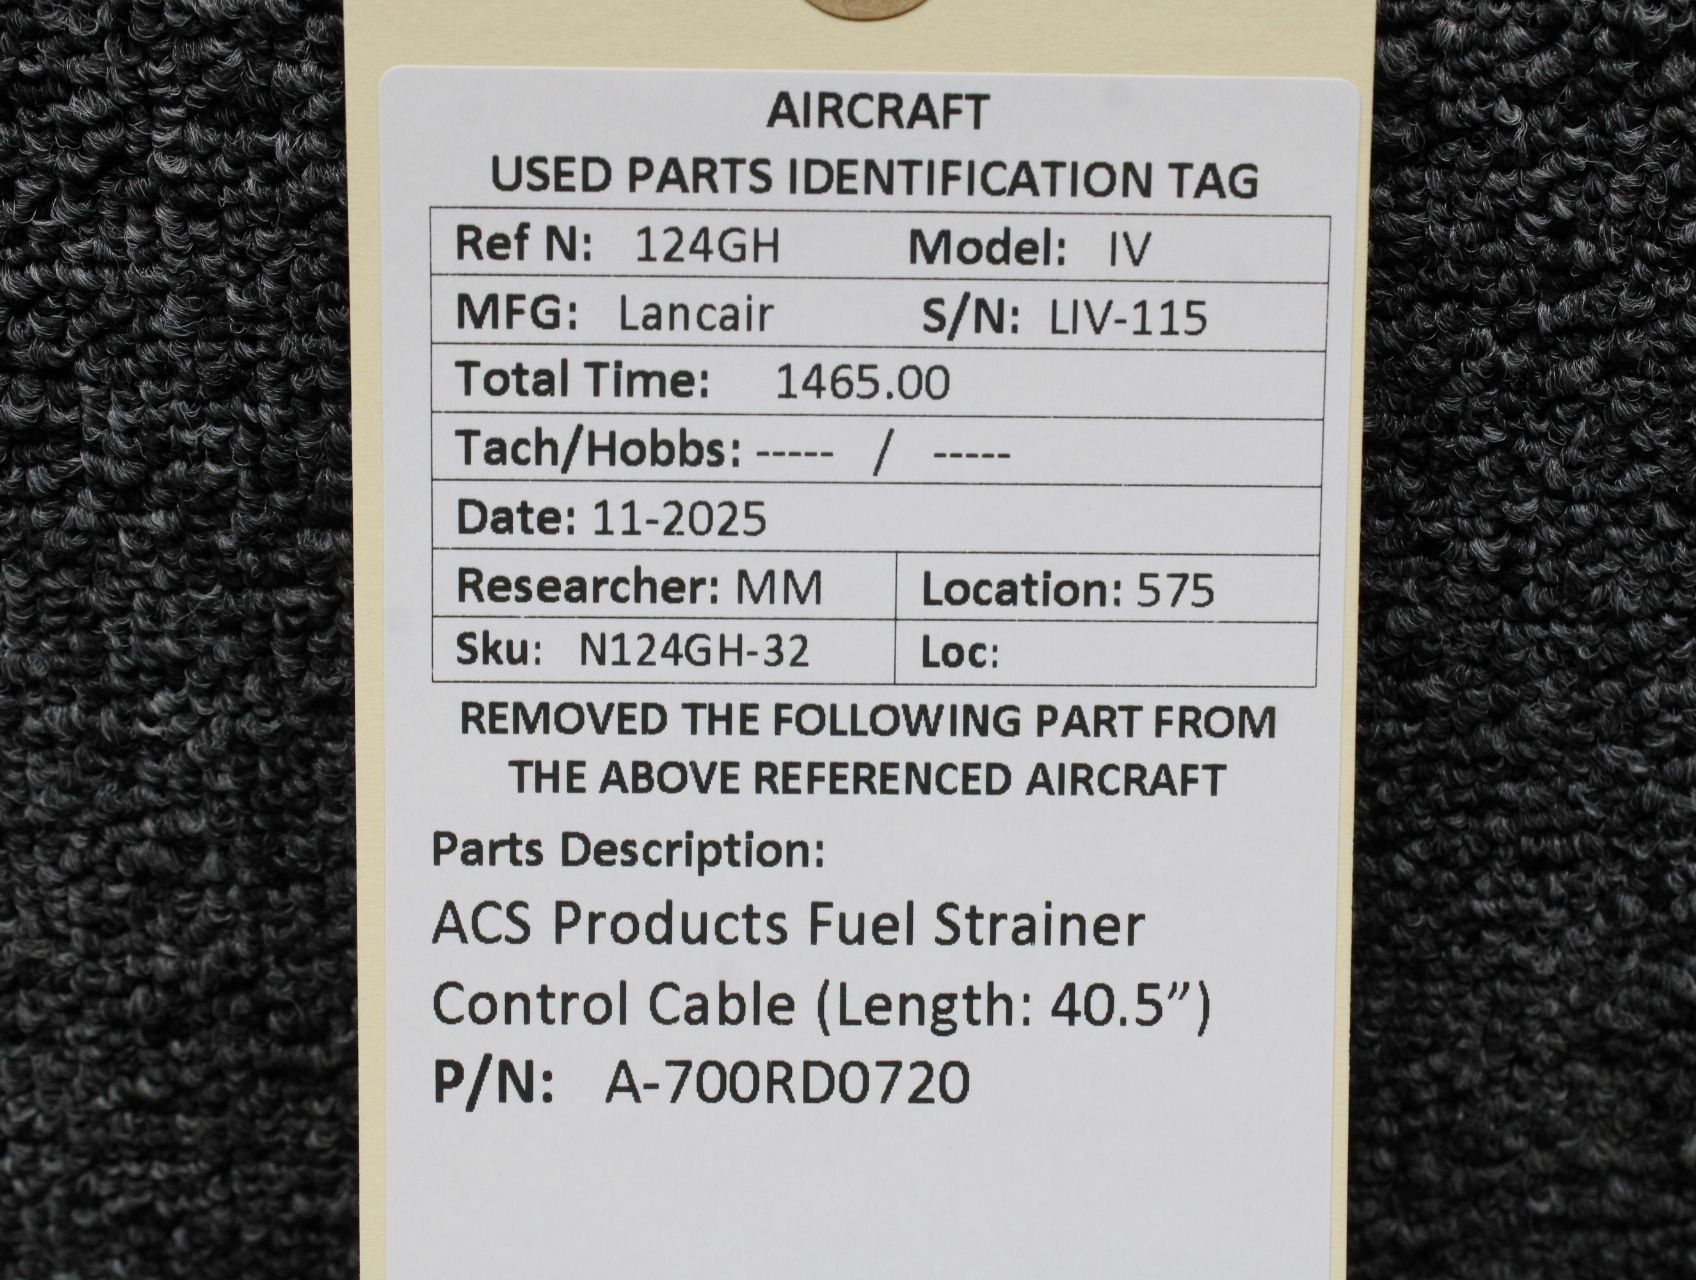 AIRCRAFT
USED PARTS IDENTIFICATION TAG
Ref N: 124GH Model: IV
MFG: Lancair S/N: LIV-115
Total Time: 1465.00
Tach/Hobbs: ----- / -----
Date: 11-2025
Researcher: MM Location: 575
Sku: N124GH-32 Loc:
REMOVED THE FOLLOWING PART FROM
THE ABOVE REFERENCED AIRCRAFT
Parts Description:
ACS Products Fuel Strainer
Control Cable (Length: 40.5”)
P/N: A-700RD0720